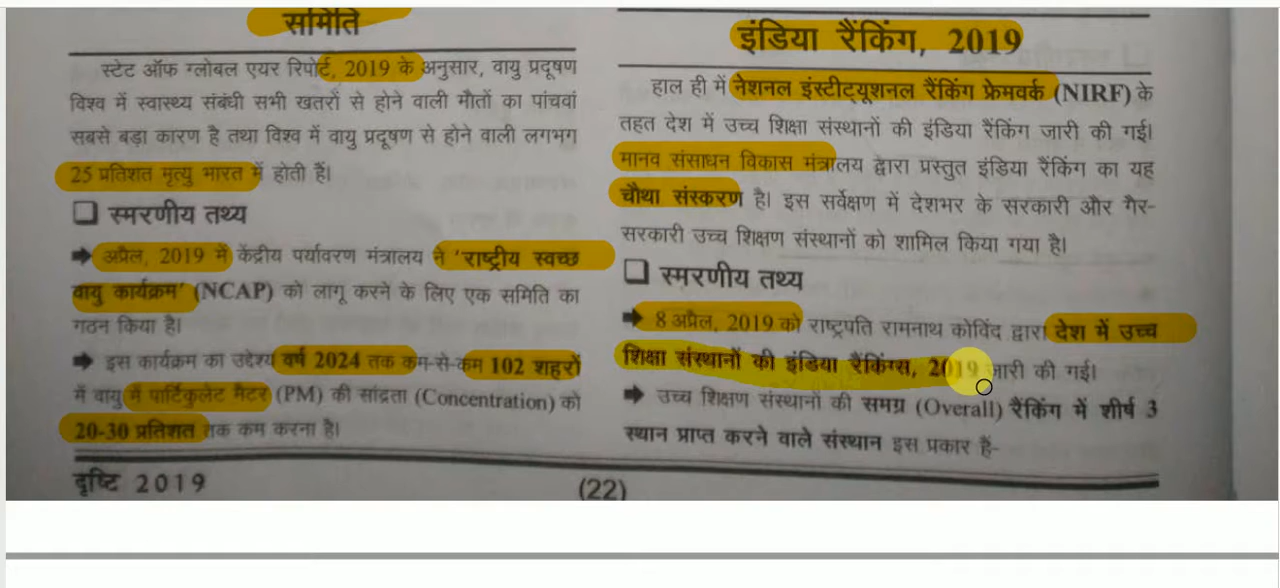 समिति
स्टेट ऑफ ग्लोबल एयर रिपोर्ट, 2019 के अनुसार, वायु प्रदूषण
विश्व में स्वास्थ्य संबंधी सभी खतरों से होने वाली मौतों का पांचवां
सबसे बड़ा कारण है तथा विश्व में वायु प्रदूषण से होने वाली लगभग
25 प्रतिशत मृत्यु भारत में होती हैं।
❑ स्मरणीय तथ्य
➡ अप्रैल, 2019 में केंद्रीय पर्यावरण मंत्रालय ने 'राष्ट्रीय स्वच्छ
वायु कार्यक्रम' (NCAP) को लागू करने के लिए एक समिति का
गठन किया है।
➡ इस कार्यक्रम का उद्देश्य वर्ष 2024 तक कम-से-कम 102 शहरों
में वायु में पार्टिकुलेट मैटर (PM) की सांद्रता (Concentration) को
20-30 प्रतिशत तक कम करना है।
दृष्टि 2019
(22)
इंडिया रैंकिंग, 2019
हाल ही में नेशनल इंस्टीट्यूशनल रैंकिंग फ्रेमवर्क (NIRF) के
तहत देश में उच्च शिक्षा संस्थानों की इंडिया रैंकिंग जारी की गई।
मानव संसाधन विकास मंत्रालय द्वारा प्रस्तुत इंडिया रैंकिंग का यह
चौथा संस्करण है। इस सर्वेक्षण में देशभर के सरकारी और गैर-
सरकारी उच्च शिक्षण संस्थानों को शामिल किया गया है।
❑ स्मरणीय तथ्य
➡ 8 अप्रैल, 2019 को राष्ट्रपति रामनाथ कोविंद द्वारा देश में उच्च
शिक्षा संस्थानों की इंडिया रैंकिंग्स, 2019 जारी की गई।
➡ उच्च शिक्षण संस्थानों की समग्र (Overall) रैंकिंग में शीर्ष 3
स्थान प्राप्त करने वाले संस्थान इस प्रकार हैं-